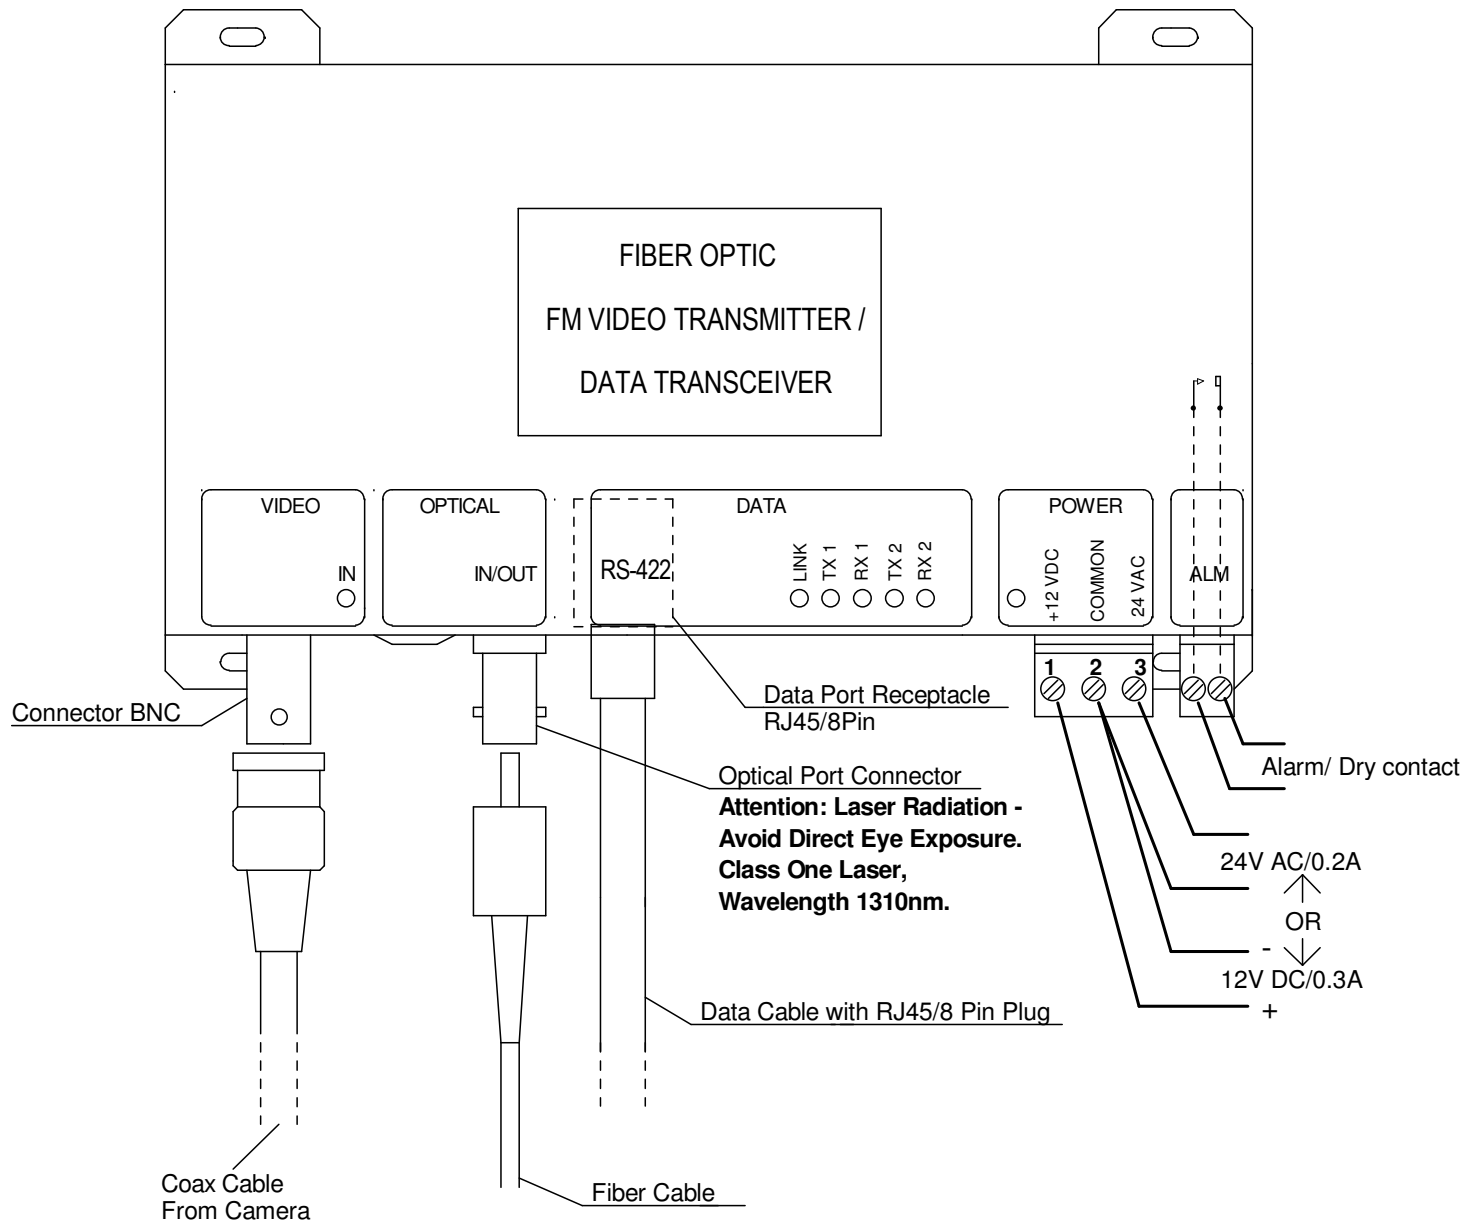 FIBER OPTIC
FM VIDEO TRANSMITTER /
DATA TRANSCEIVER
VIDEO
IN
OPTICAL
IN/OUT
DATA
RS-422
LINK
TX 1
RX 1
TX 2
RX 2
POWER
+12 VDC
COMMON
24 VAC
ALM
1
2
3
Connector BNC
Data Port Receptacle
RJ45/8Pin
Optical Port Connector
Attention: Laser Radiation -
Avoid Direct Eye Exposure.
Class One Laser,
Wavelength 1310nm.
Alarm/ Dry contact
24V AC/0.2A
OR
-
12V DC/0.3A
+
Data Cable with RJ45/8 Pin Plug
Coax Cable
From Camera
Fiber Cable